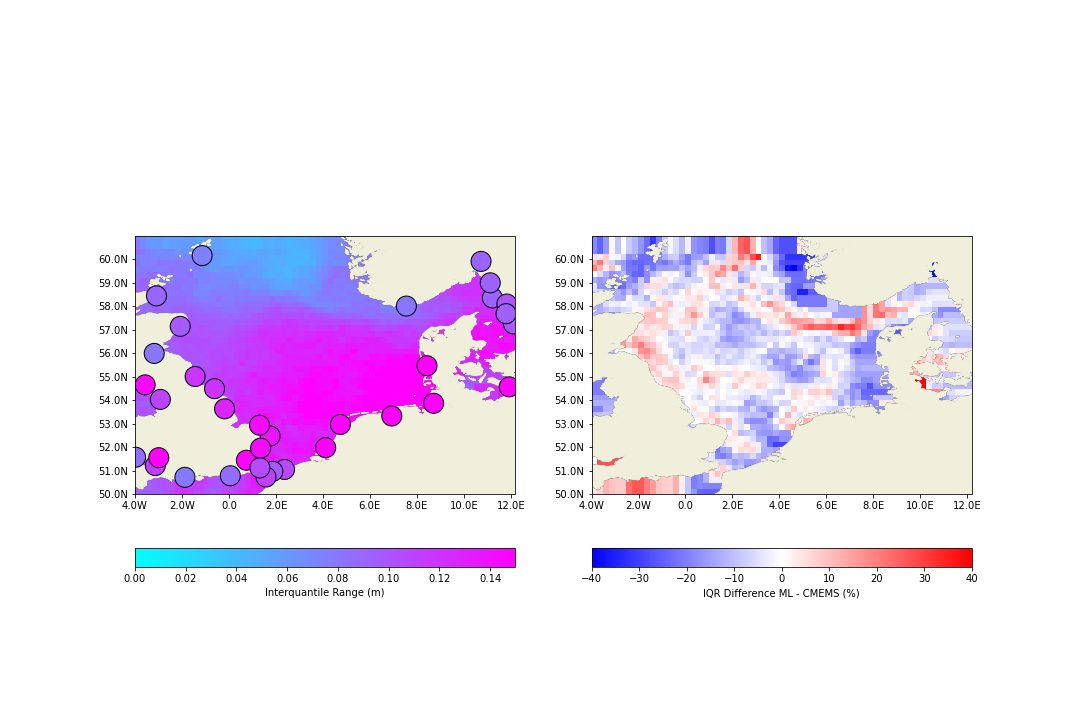 60.0N
59.0N
58.0N
57.0N
56.0N
55.0N
54.0N
53.0N
52.0N
51.0N
50.0N
4.0W 2.0W 0.0 2.0E 4.0E 6.0E 8.0E 10.0E 12.0E
0.00 0.02 0.04 0.06 0.08 0.10 0.12 0.14
Interquantile Range (m)
60.0N
59.0N
58.0N
57.0N
56.0N
55.0N
54.0N
53.0N
52.0N
51.0N
50.0N
4.0W 2.0W 0.0 2.0E 4.0E 6.0E 8.0E 10.0E 12.0E
−40 −30 −20 −10 0 10 20 30 40
IQR Difference ML - CMEMS (%)